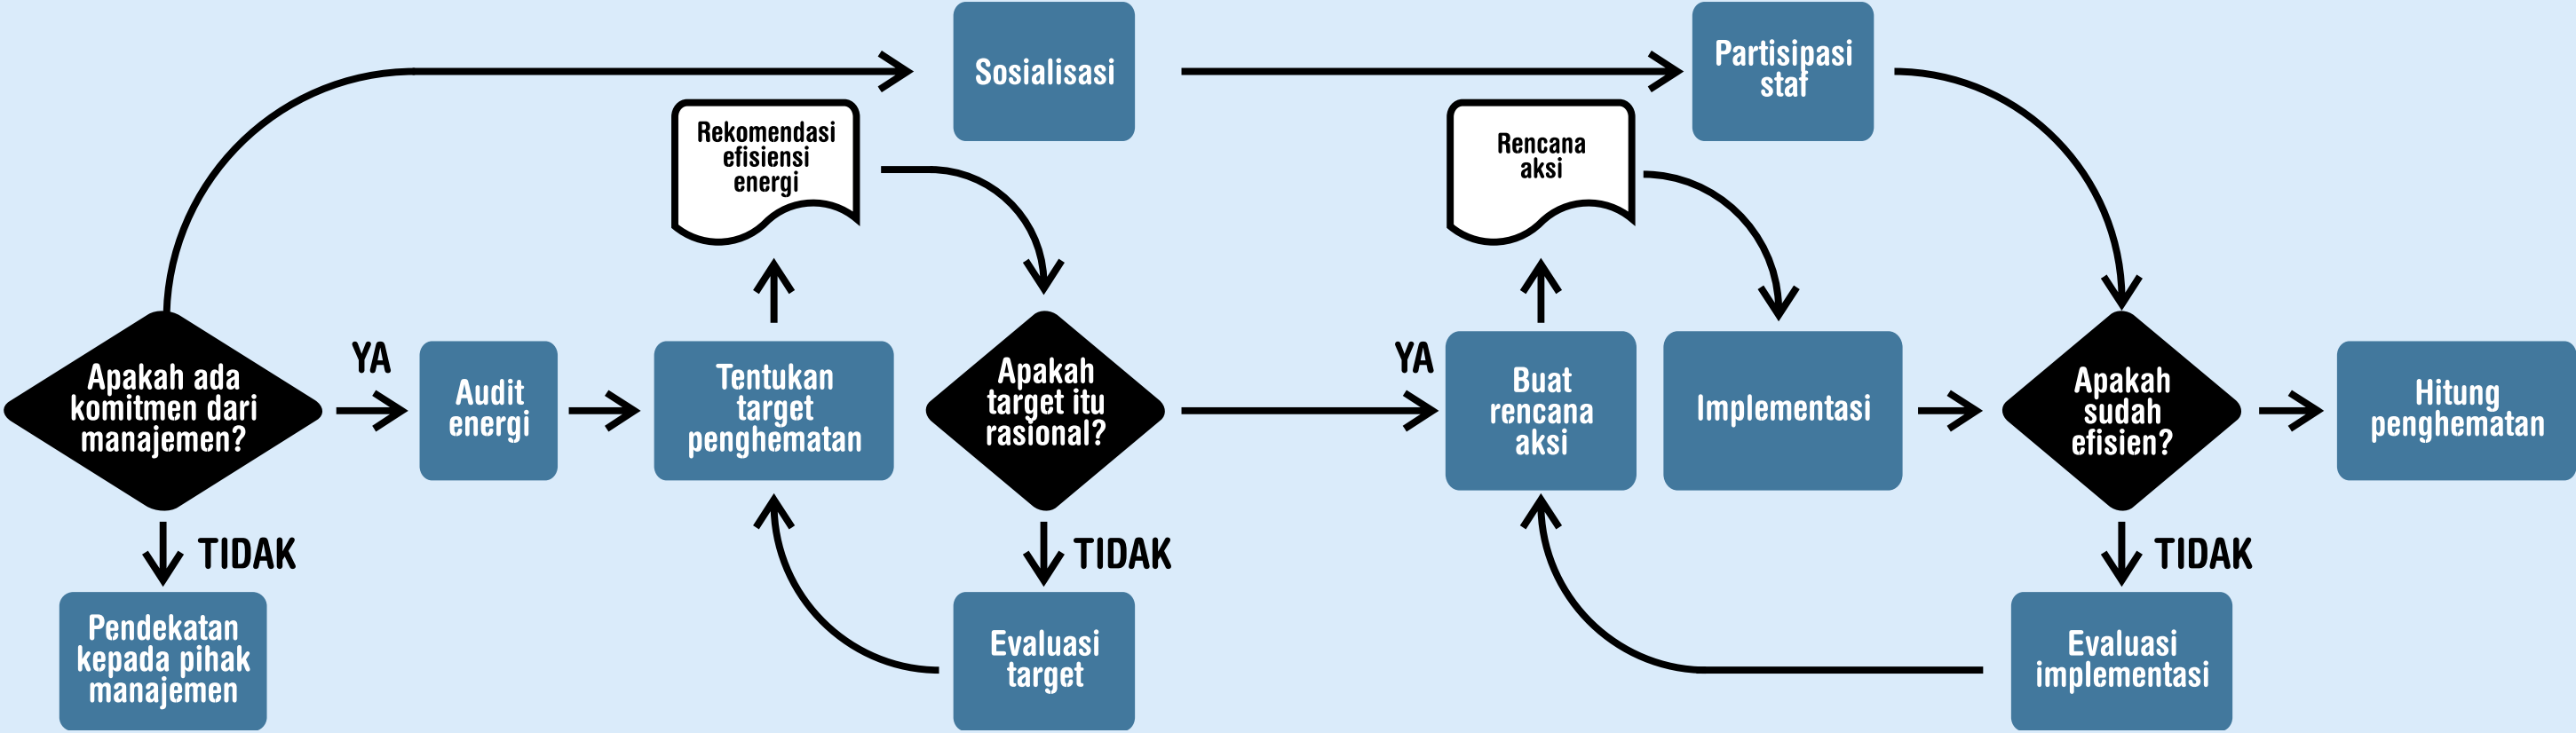 Sosialisasi
Partisipasi
staf
Rekomendasi
efisiensi
energi
Rencana
aksi
Apakah ada
komitmen dari
manajemen?
YA
Audit
energi
Tentukan
target
penghematan
Apakah
target itu
rasional?
YA
Buat
rencana
aksi
Implementasi
Apakah
sudah
efisien?
Hitung
penghematan
TIDAK
TIDAK
TIDAK
Pendekatan
kepada pihak
manajemen
Evaluasi
target
Evaluasi
implementasi